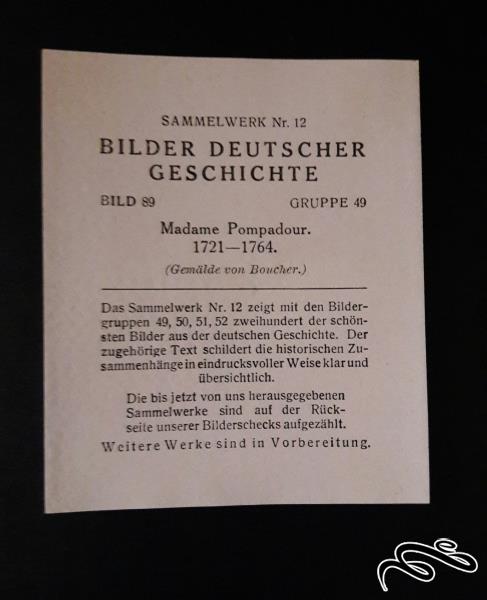 SAMMELWERK Nr. 12
BILDER DEUTSCHER
GESCHICHTE
BILD 89 GRUPPE 49
Madame Pompadour.
1721—1764.
(Gemälde von Boucher.)
Das Sammelwerk Nr. 12 zeigt mit den Bilder-
gruppen 49, 50, 51, 52 zweihundert der schön-
sten Bilder aus der deutschen Geschichte. Der
zugehörige Text schildert die historischen Zu-
sammenhänge in eindrucksvoller Weise klar und
übersichtlich.
Die bis jetzt von uns herausgegebenen
Sammelwerke sind auf der Rück-
seite unserer Bilderschecks aufgezählt.
Weitere Werke sind in Vorbereitung.